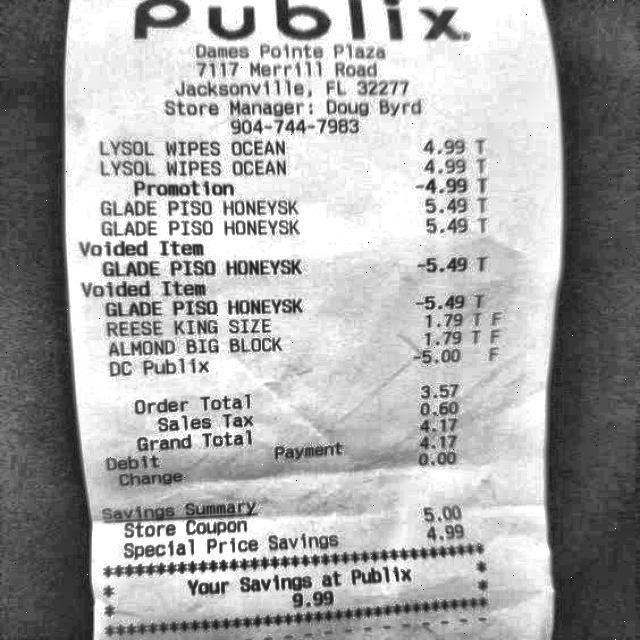 Publix.
Dames Pointe Plaza
7117 Merrill Road
Jacksonville, FL 32277
Store Manager: Doug Byrd
904-744-7983
LYSOL WIPES OCEAN 4.99 T
LYSOL WIPES OCEAN 4.99 T
Promotion -4.99 T
GLADE PISO HONEYSK 5.49 T
GLADE PISO HONEYSK 5.49 T
Voided Item
GLADE PISO HONEYSK -5.49 T
Voided Item
GLADE PISO HONEYSK -5.49 T
REESE KING SIZE 1.79 T F
ALMOND BIG BLOCK 1.79 T F
DC Publix -5.00 F
Order Total 3.57
Sales Tax 0.60
Grand Total 4.17
Debit Payment 4.17
Change 0.00
Savings Summary
Store Coupon 5.00
Special Price Savings 4.99
****************************************
* Your Savings at Publix *
* 9.99 *
****************************************